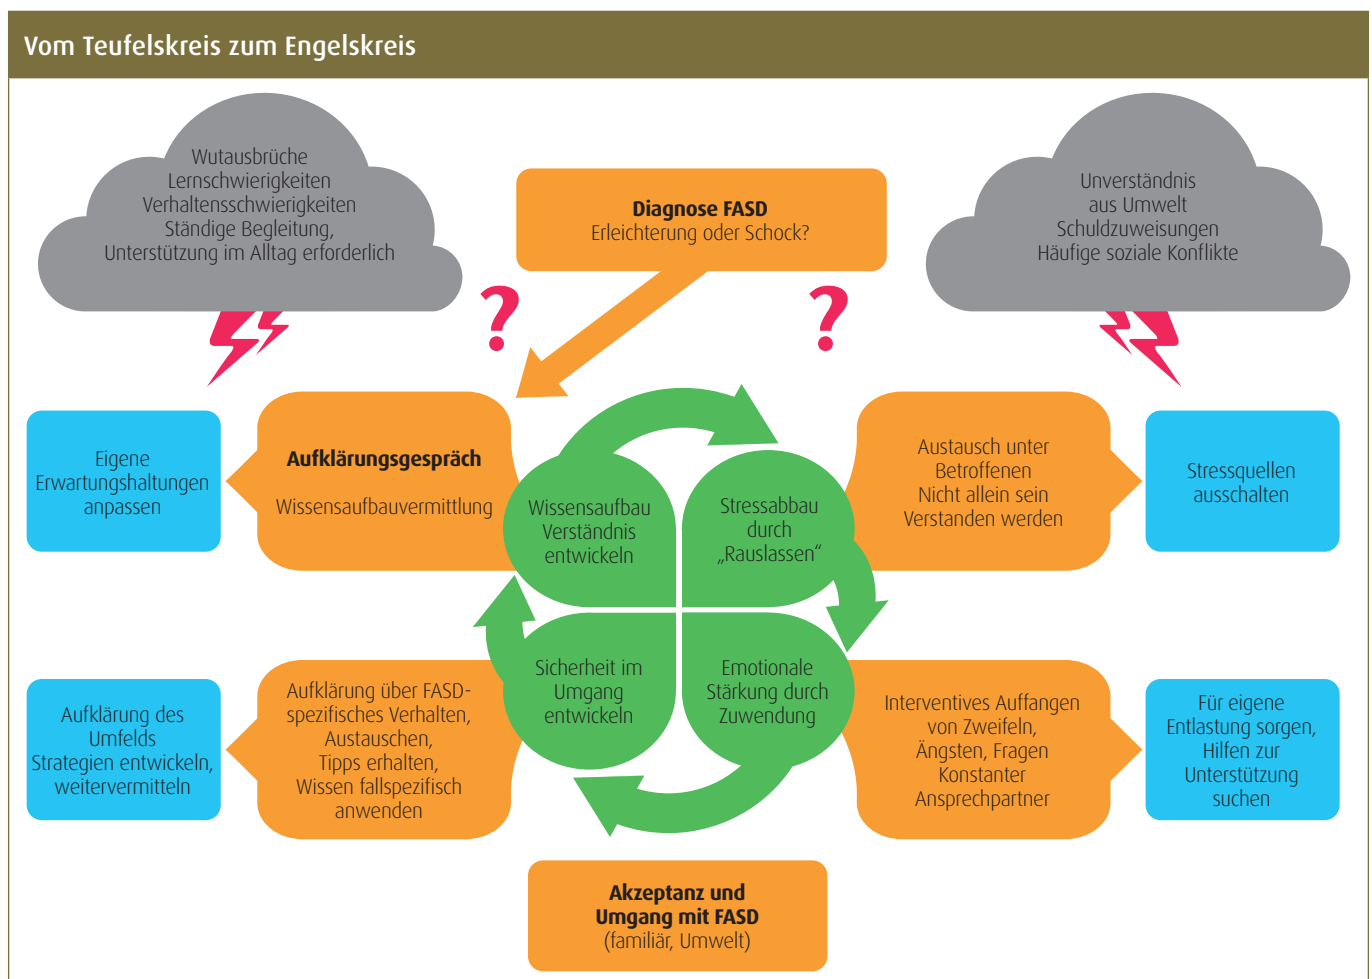 Vom Teufelskreis zum Engelskreis
Wutausbrüche
Lernschwierigkeiten
Verhaltensschwierigkeiten
Ständige Begleitung,
Unterstützung im Alltag erforderlich
Diagnose FASD
Erleichterung oder Schock?
Unverständnis
aus Umwelt
Schuldzuweisungen
Häufige soziale Konflikte
?
?
Eigene
Erwartungshaltungen
anpassen
Aufklärungsgespräch
Wissensaufbauvermittlung
Wissensaufbau
Verständnis
entwickeln
Stressabbau
durch
„Rauslassen“
Austausch unter
Betroffenen
Nicht allein sein
Verstanden werden
Stressquellen
ausschalten
Aufklärung des
Umfelds
Strategien entwickeln,
weitervermitteln
Aufklärung über FASD-
spezifisches Verhalten,
Austauschen,
Tipps erhalten,
Wissen fallspezifisch
anwenden
Sicherheit im
Umgang
entwickeln
Emotionale
Stärkung durch
Zuwendung
Interventives Auffangen
von Zweifeln,
Ängsten, Fragen
Konstanter
Ansprechpartner
Für eigene
Entlastung sorgen,
Hilfen zur
Unterstützung
suchen
Akzeptanz und
Umgang mit FASD
(familiär, Umwelt)